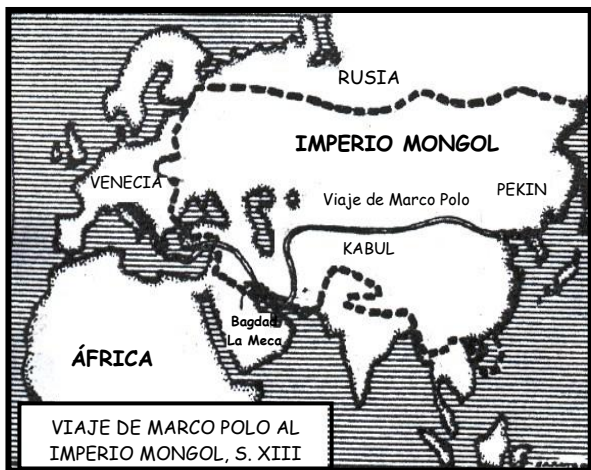 RUSIA
IMPERIO MONGOL
VENECIA
Viaje de Marco Polo
PEKIN
KABUL
Bagdad
La Meca
ÁFRICA
VIAJE DE MARCO POLO AL
IMPERIO MONGOL, S. XIII